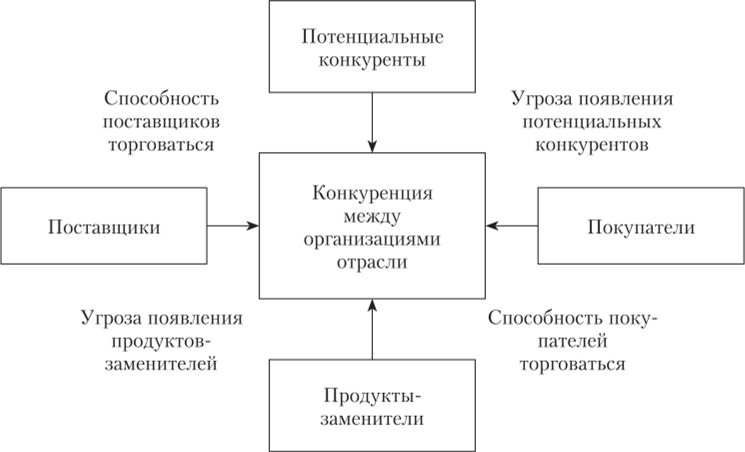 Потенциальные
конкуренты
Способность
поставщиков
торговаться
Угроза появления
потенциальных
конкурентов
Поставщики
Конкуренция
между
организациями
отрасли
Покупатели
Угроза появления
продуктов-
заменителей
Способность поку-
пателей
торговаться
Продукты-
заменители